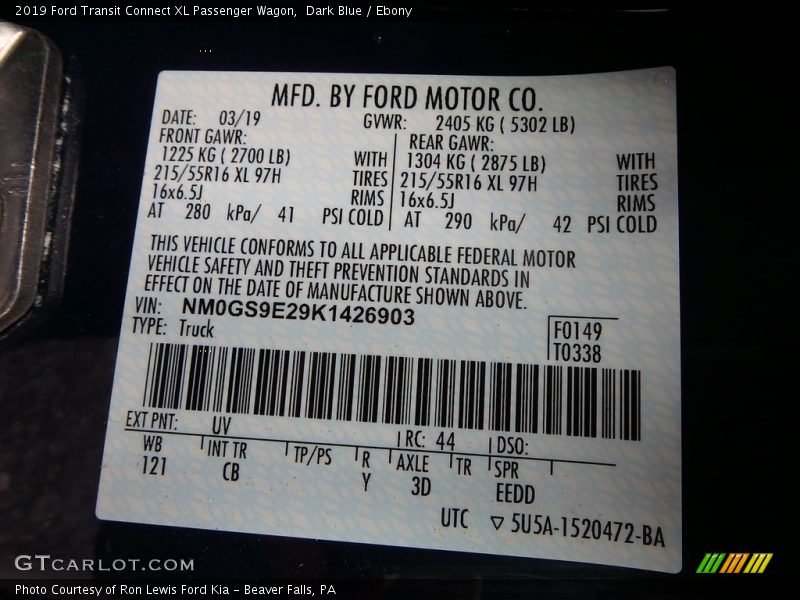 2019 Ford Transit Connect XL Passenger Wagon,  Dark Blue / Ebony
MFD. BY FORD MOTOR CO.
DATE: 03/19 GVWR: 2405 KG ( 5302 LB)
FRONT GAWR: REAR GAWR:
1225 KG ( 2700 LB) WITH 1304 KG ( 2875 LB) WITH
215/55R16 XL 97H TIRES 215/55R16 XL 97H TIRES
16x6.5J RIMS 16x6.5J RIMS
AT 280 kPa/ 41 PSI COLD AT 290 kPa/ 42 PSI COLD
THIS VEHICLE CONFORMS TO ALL APPLICABLE FEDERAL MOTOR
VEHICLE SAFETY AND THEFT PREVENTION STANDARDS IN
EFFECT ON THE DATE OF MANUFACTURE SHOWN ABOVE.
VIN: NM0GS9E29K1426903
TYPE: Truck F0149
T0338
EXT PNT: UV RC: 44 DSO:
WB INT TR TP/PS R AXLE TR SPR
121 CB Y 3D EEDD
UTC ▽ 5U5A-1520472-BA
GTCARLOT.COM
Photo Courtesy of Ron Lewis Ford Kia - Beaver Falls, PA